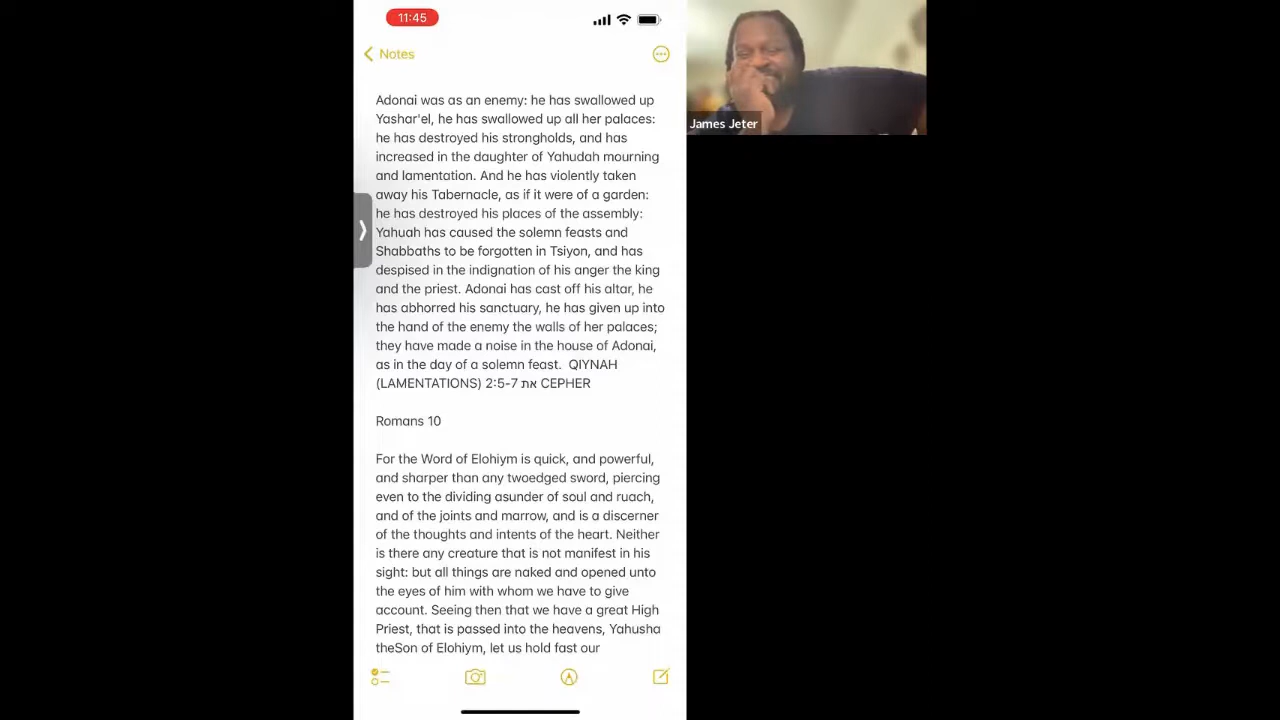 11:45
Notes
Adonai was as an enemy: he has swallowed up
Yashar'el, he has swallowed up all her palaces:
he has destroyed his strongholds, and has
increased in the daughter of Yahudah mourning
and lamentation. And he has violently taken
away his Tabernacle, as if it were of a garden:
he has destroyed his places of the assembly:
Yahuah has caused the solemn feasts and
Shabbaths to be forgotten in Tsiyon, and has
despised in the indignation of his anger the king
and the priest. Adonai has cast off his altar, he
has abhorred his sanctuary, he has given up into
the hand of the enemy the walls of her palaces;
they have made a noise in the house of Adonai,
as in the day of a solemn feast. QIYNAH
(LAMENTATIONS) 2:5-7 את CEPHER
Romans 10
For the Word of Elohiym is quick, and powerful,
and sharper than any twoedged sword, piercing
even to the dividing asunder of soul and ruach,
and of the joints and marrow, and is a discerner
of the thoughts and intents of the heart. Neither
is there any creature that is not manifest in his
sight: but all things are naked and opened unto
the eyes of him with whom we have to give
account. Seeing then that we have a great High
Priest, that is passed into the heavens, Yahusha
theSon of Elohiym, let us hold fast our
James Jeter